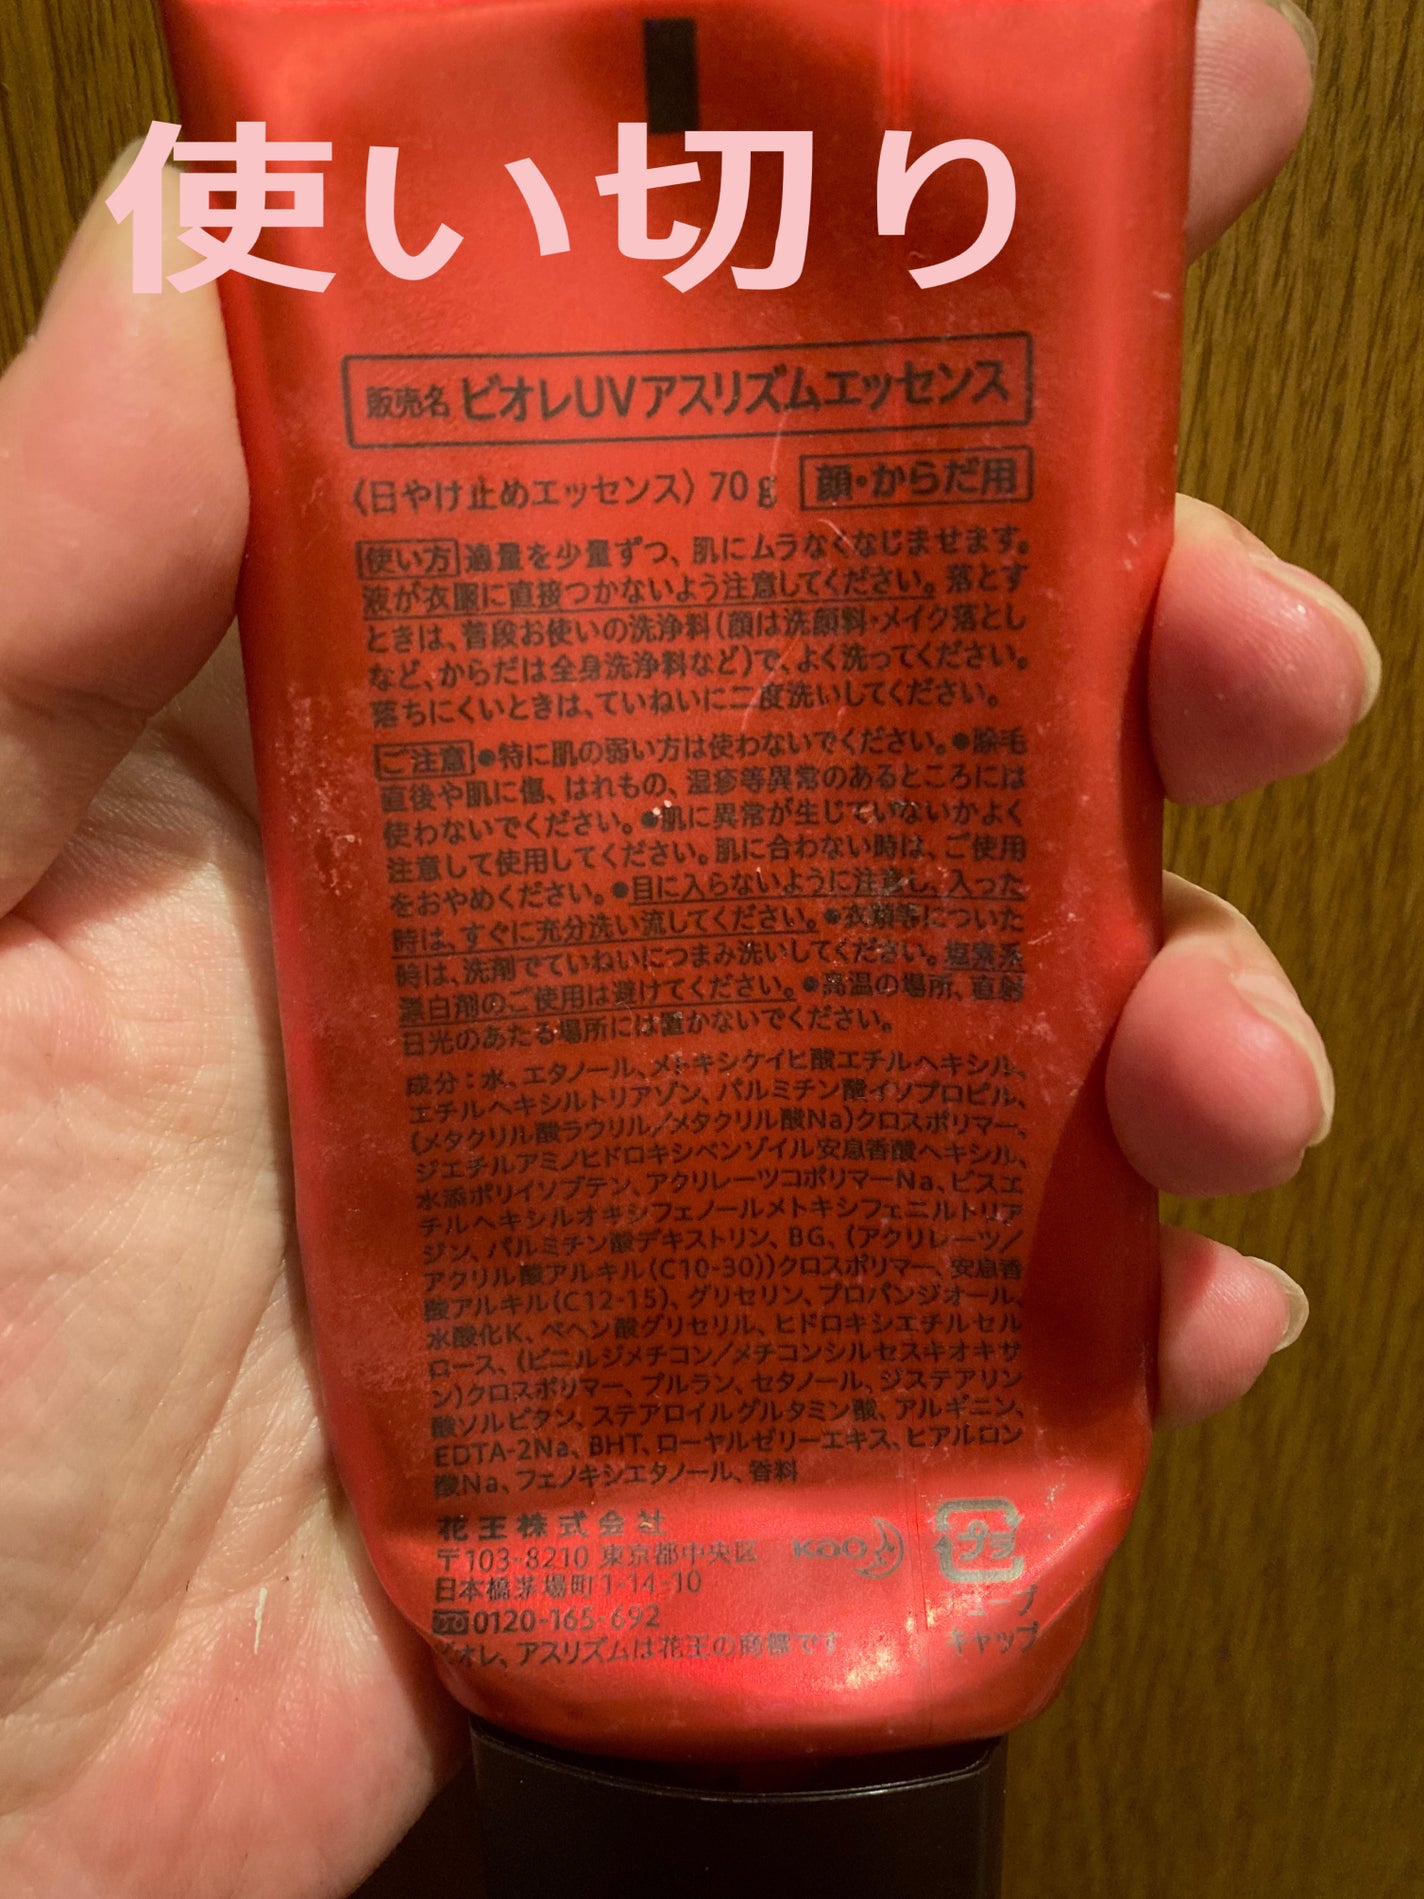 使い切り
販売名 ビオレUVアスリズムエッセンス
〈日やけ止めエッセンス〉70g 顔・からだ用
使い方 適量を少量ずつ、肌にムラなくなじませます。
液が衣服に直接つかないよう注意してください。落とす
ときは、普段お使いの洗浄料(顔は洗顔料・メイク落とし
など、からだは全身洗浄料など)で、よく洗ってください。
落ちにくいときは、ていねいに二度洗いしてください。
ご注意 ●特に肌の弱い方は使わないでください。●除毛
直後や肌に傷、はれもの、湿疹等異常のあるところには
使わないでください。●肌に異常が生じていないかよく
注意して使用してください。肌に合わない時は、ご使用
をおやめください。●目に入らないように注意し、入った
時は、すぐに充分洗い流してください。●衣類等についた
時は、洗剤でていねいにつまみ洗いしてください。塩素系
漂白剤のご使用は避けてください。●高温の場所、直射
日光のあたる場所には置かないでください。
成分：水、エタノール、メトキシケイヒ酸エチルヘキシル、
エチルヘキシルトリアゾン、パルミチン酸イソプロピル、
(メタクリル酸ラウリル／メタクリル酸Na)クロスポリマー、
ジエチルアミノヒドロキシベンゾイル安息香酸ヘキシル、
水添ポリイソブテン、アクリレーツコポリマーNa、ビスエ
チルヘキシルオキシフェノールメトキシフェニルトリア
ジン、パルミチン酸デキストリン、BG、(アクリレーツ／
アクリル酸アルキル(C10-30))クロスポリマー、安息香
酸アルキル(C12-15)、グリセリン、プロパンジオール、
水酸化K、ベヘン酸グリセリル、ヒドロキシエチルセル
ロース、(ビニルジメチコン／メチコンシルセスキオキサ
ン)クロスポリマー、プルラン、セタノール、ジステアリン
酸ソルビタン、ステアロイルグルタミン酸、アルギニン、
EDTA-2Na、BHT、ローヤルゼリーエキス、ヒアルロン
酸Na、フェノキシエタノール、香料
花王株式会社
〒103-8210 東京都中央区
日本橋茅場町1-14-10
0120-165-692
ビオレ、アスリズムは花王の商標です
Kao
プラ
チューブ
キャップ